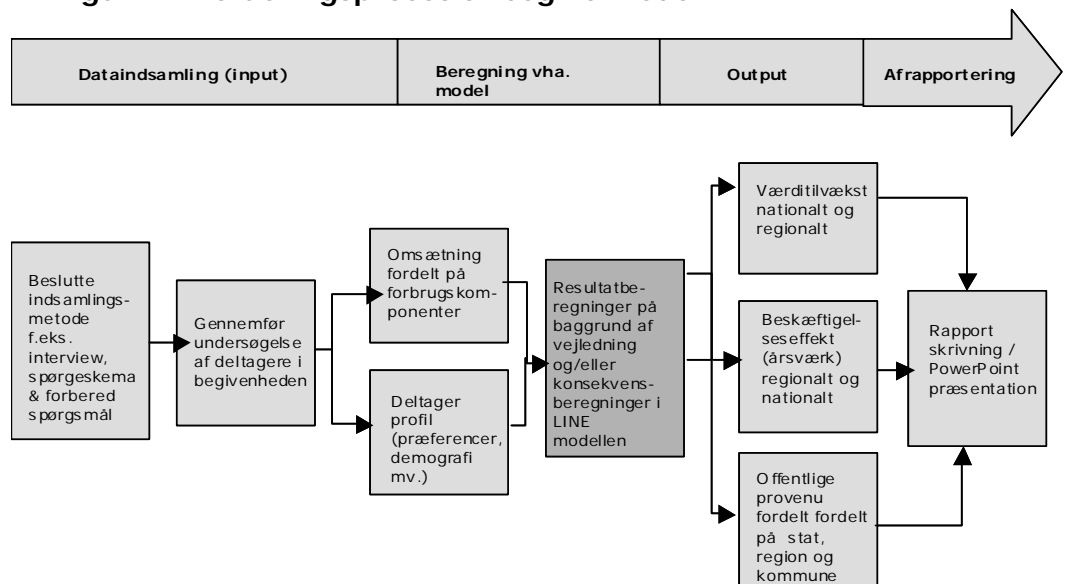 Dataindsamling (input)
Beregning vha.
model
Output
Afrapportering
Beslutte
indsamlings-
metode
f.eks.
interview,
spørgeskema
& forbered
spørgsmål
Gennemfør
undersøgelse
af deltagere i
begivenheden
Omsætning
fordelt på
forbrugskom-
ponenter
Deltager
profil
(præferencer,
demografi
mv.)
Resultatbe-
regninger på
baggrund af
vejledning
og/eller
konsekvens-
beregninger i
LINE
modellen
Værditilvækst
nationalt og
regionalt
Beskæftigel-
seseffekt
(årsværk)
regionalt og
nationalt
Offentlige
provenu
fordelt fordelt
på stat,
region og
kommune
Rapport
skrivning /
PowerPoint
præsentation